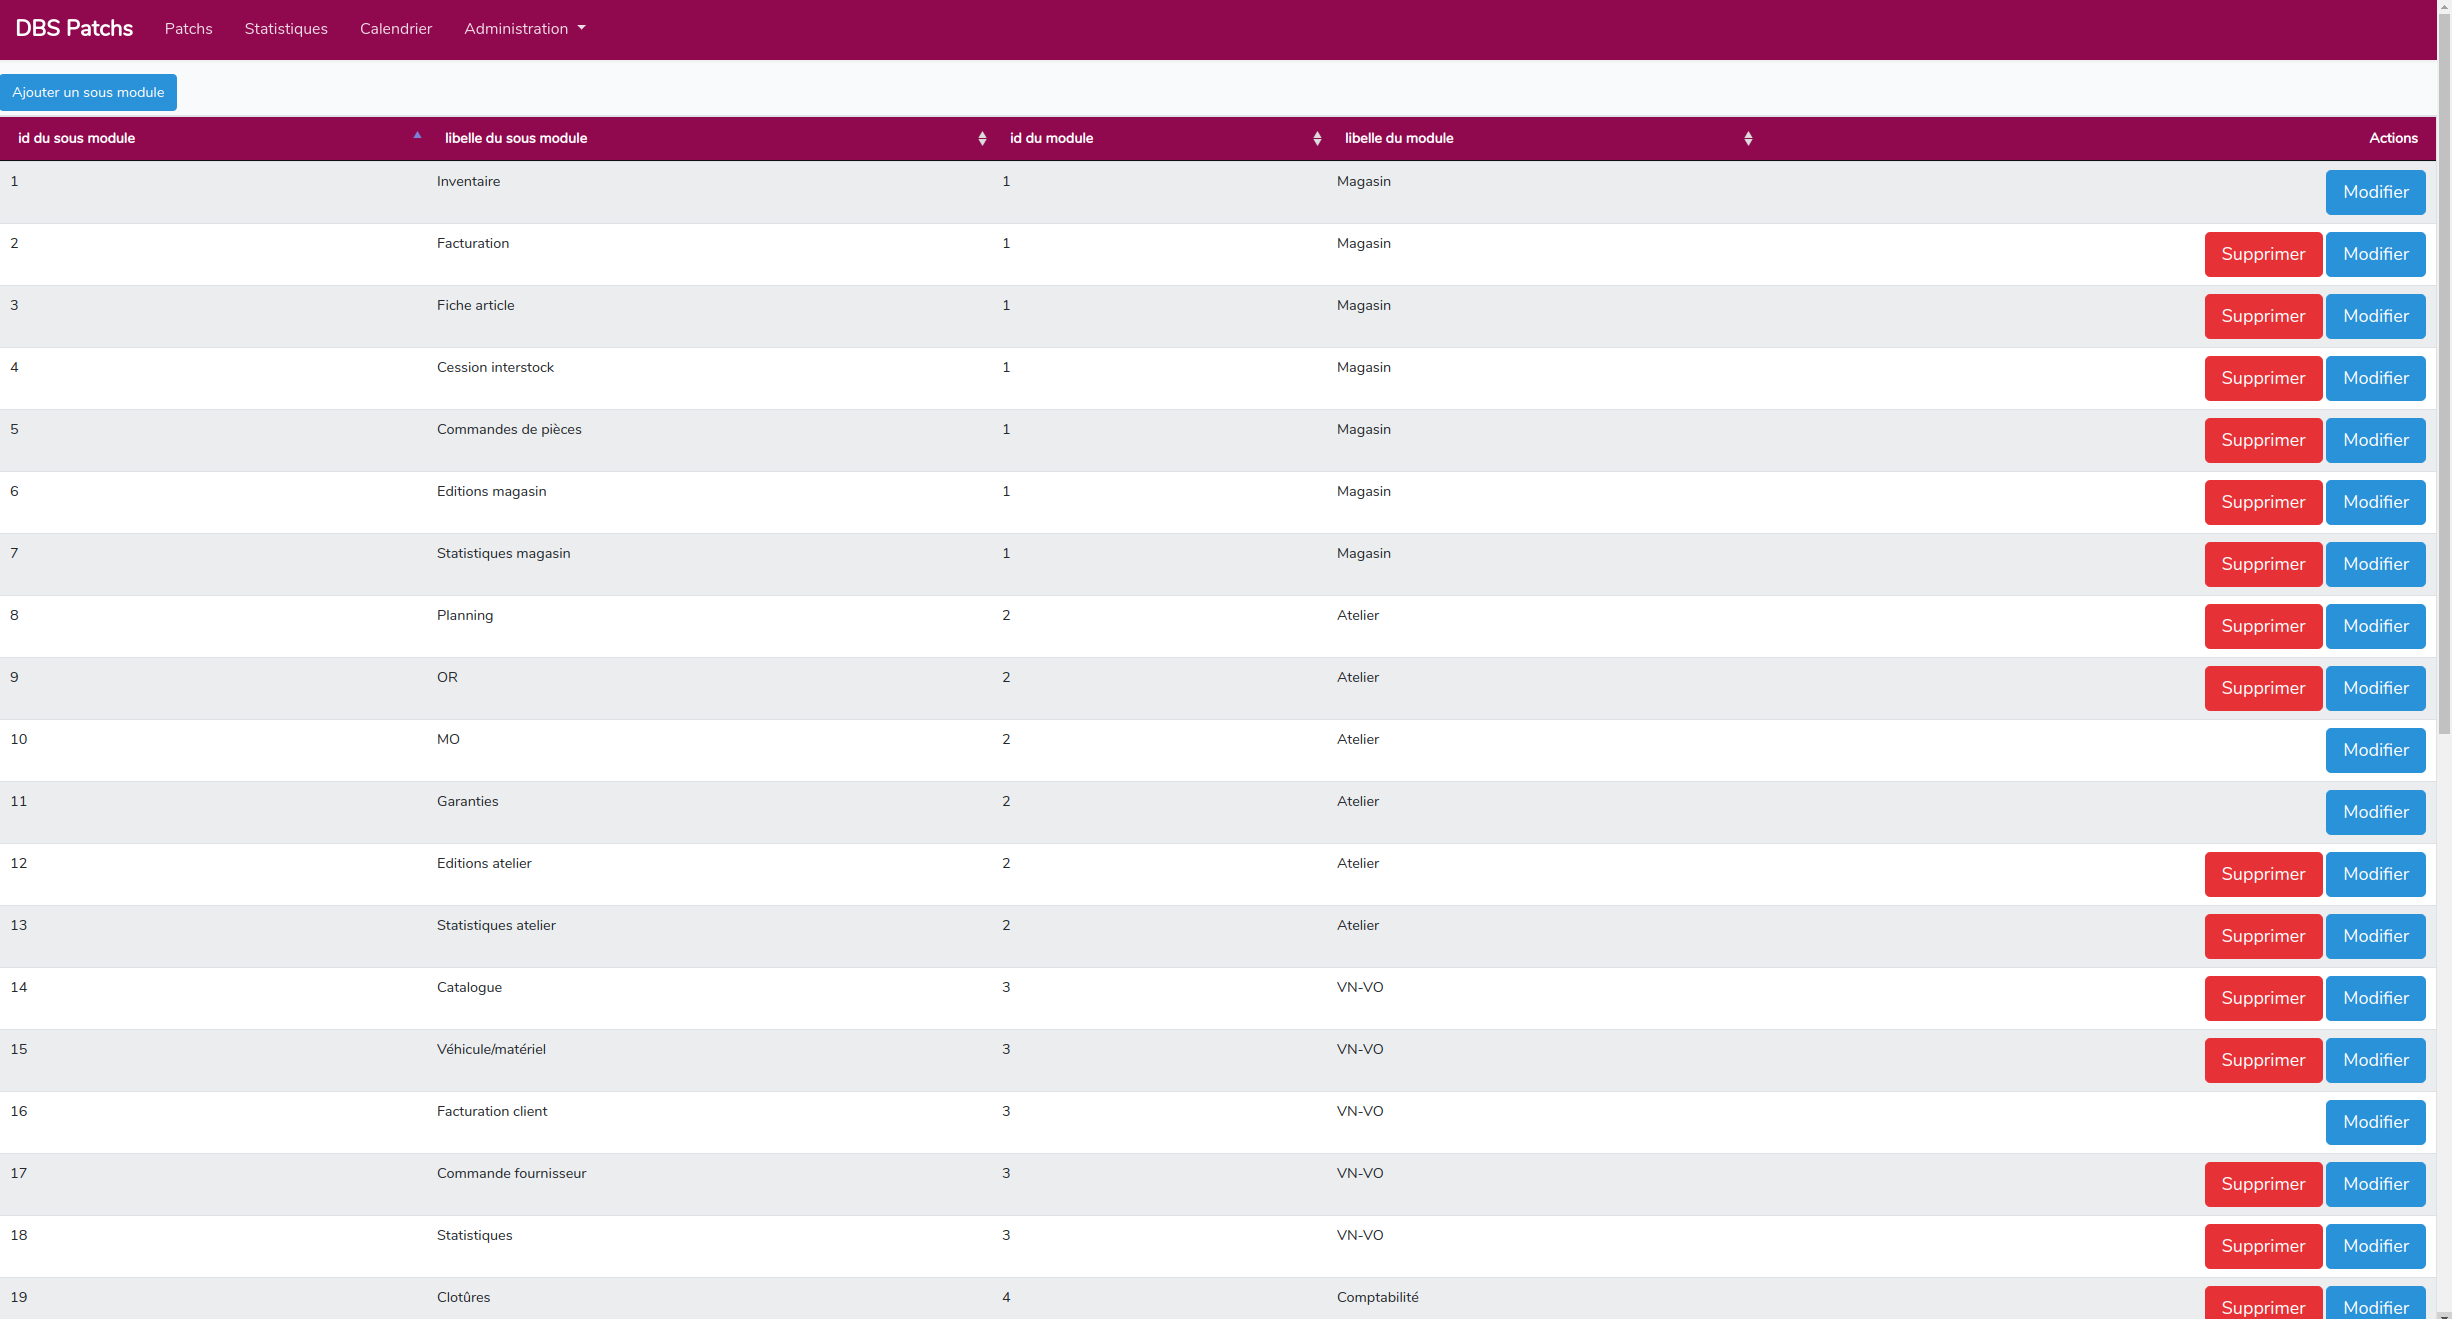 DBS Patchs Patchs Statistiques Calendrier Administration
Ajouter un sous module
id du sous module libelle du sous module id du module libelle du module Actions
1 Inventaire 1 Magasin Modifier
2 Facturation 1 Magasin Supprimer Modifier
3 Fiche article 1 Magasin Supprimer Modifier
4 Cession interstock 1 Magasin Supprimer Modifier
5 Commandes de pièces 1 Magasin Supprimer Modifier
6 Editions magasin 1 Magasin Supprimer Modifier
7 Statistiques magasin 1 Magasin Supprimer Modifier
8 Planning 2 Atelier Supprimer Modifier
9 OR 2 Atelier Supprimer Modifier
10 MO 2 Atelier Modifier
11 Garanties 2 Atelier Modifier
12 Editions atelier 2 Atelier Supprimer Modifier
13 Statistiques atelier 2 Atelier Supprimer Modifier
14 Catalogue 3 VN-VO Supprimer Modifier
15 Véhicule/matériel 3 VN-VO Supprimer Modifier
16 Facturation client 3 VN-VO Modifier
17 Commande fournisseur 3 VN-VO Supprimer Modifier
18 Statistiques 3 VN-VO Supprimer Modifier
19 Clotûres 4 Comptabilité Supprimer Modifier